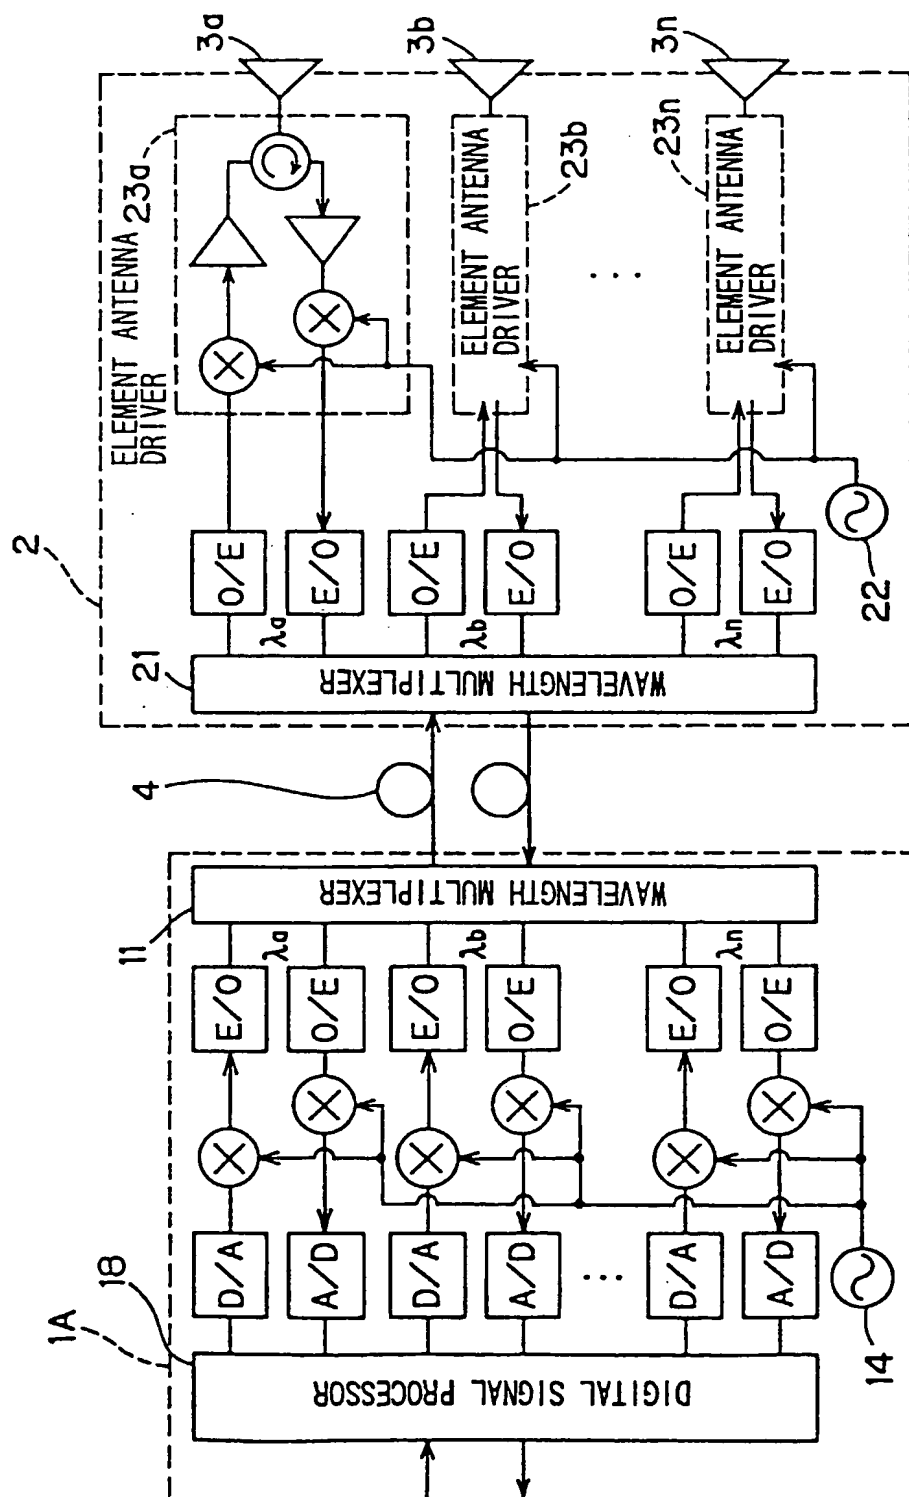 1A
18
DIGITAL SIGNAL PROCESSOR
D/A
A/D
D/A
A/D
...
D/A
A/D
14
E/O
λa
O/E
E/O
λb
O/E
E/O
λn
O/E
11
WAVELENGTH MULTIPLEXER
4
2
21
WAVELENGTH MULTIPLEXER
O/E
λa
E/O
O/E
λb
E/O
O/E
λn
E/O
22
ELEMENT ANTENNA
DRIVER
23a
ELEMENT ANTENNA
DRIVER
23b
...
ELEMENT ANTENNA
DRIVER
23n
3a
3b
3n